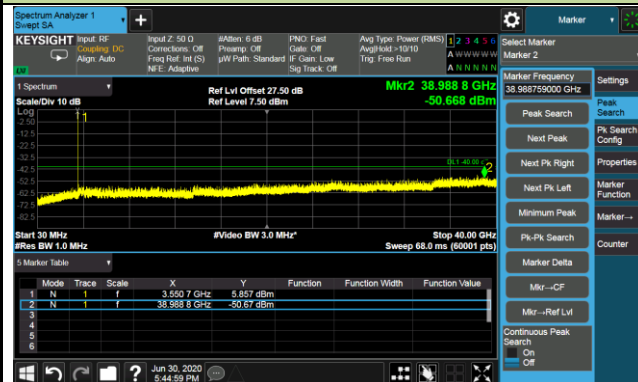 Spectrum Analyzer 1
Swept SA
+
Marker
KEYSIGHT
Input: RF
Coupling: DC
Align: Auto
Input Z: 50 Ω
Corrections: Off
Freq Ref: Int (S)
NFE: Adaptive
#Atten: 6 dB
Preamp: Off
µW Path: Standard
PNO: Fast
Gate: Off
IF Gain: Low
Sig Track: Off
Avg Type: Power (RMS)
Avg|Hold:>10/10
Trig: Free Run
1 2 3 4 5 6
A W W W W W
A N N N N N
Select Marker
Marker 2
LXI
1 Spectrum
Scale/Div 10 dB
Ref Lvl Offset 27.50 dB
Ref Level 7.50 dBm
Mkr2 38.988 8 GHz
-50.668 dBm
Log
-2.50
-12.5
-22.5
-32.5
-42.5
-52.5
-62.5
-72.5
-82.5
1
2
Start 30 MHz
#Res BW 1.0 MHz
#Video BW 3.0 MHz*
Stop 40.00 GHz
Sweep 68.0 ms (60001 pts)
5 Marker Table
Mode Trace Scale X Y Function Function Width Function Value
1 N 1 f 3.550 7 GHz 5.857 dBm
2 N 1 f 38.988 8 GHz -50.67 dBm
3
4
5
6
Marker Frequency
38.988759000 GHz
Peak Search
Next Peak
Next Pk Right
Next Pk Left
Minimum Peak
Pk-Pk Search
Marker Delta
Mkr→CF
Mkr→Ref Lvl
Continuous Peak
Search
On
Off
Settings
Peak
Search
Pk Search
Config
Properties
Marker
Function
Marker→
Counter
?
Jun 30, 2020
5:44:59 PM